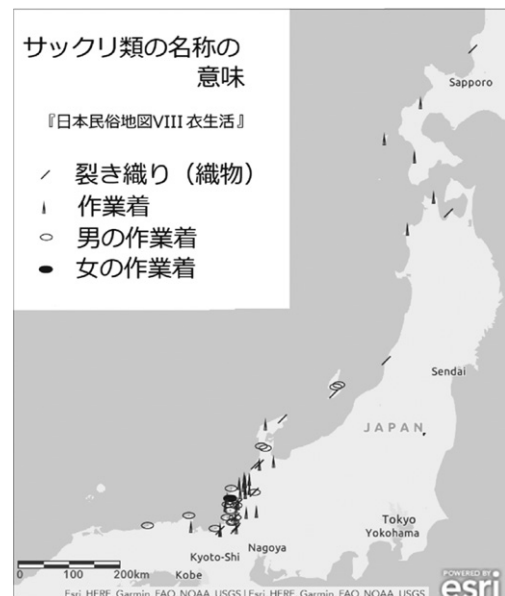 サックリ類の名称の
意味
『日本民俗地図VIII 衣生活』
裂き織り（織物）
作業着
男の作業着
女の作業着
Sapporo
Sendai
JAPAN
Tokyo
Yokohama
Nagoya
Kyoto-Shi
Kobe
0 100 200km
POWERED BY
esri
Esri, HERE, Garmin, FAO, NOAA, USGS | Esri, HERE, Garmin, FAO, NOAA, USGS